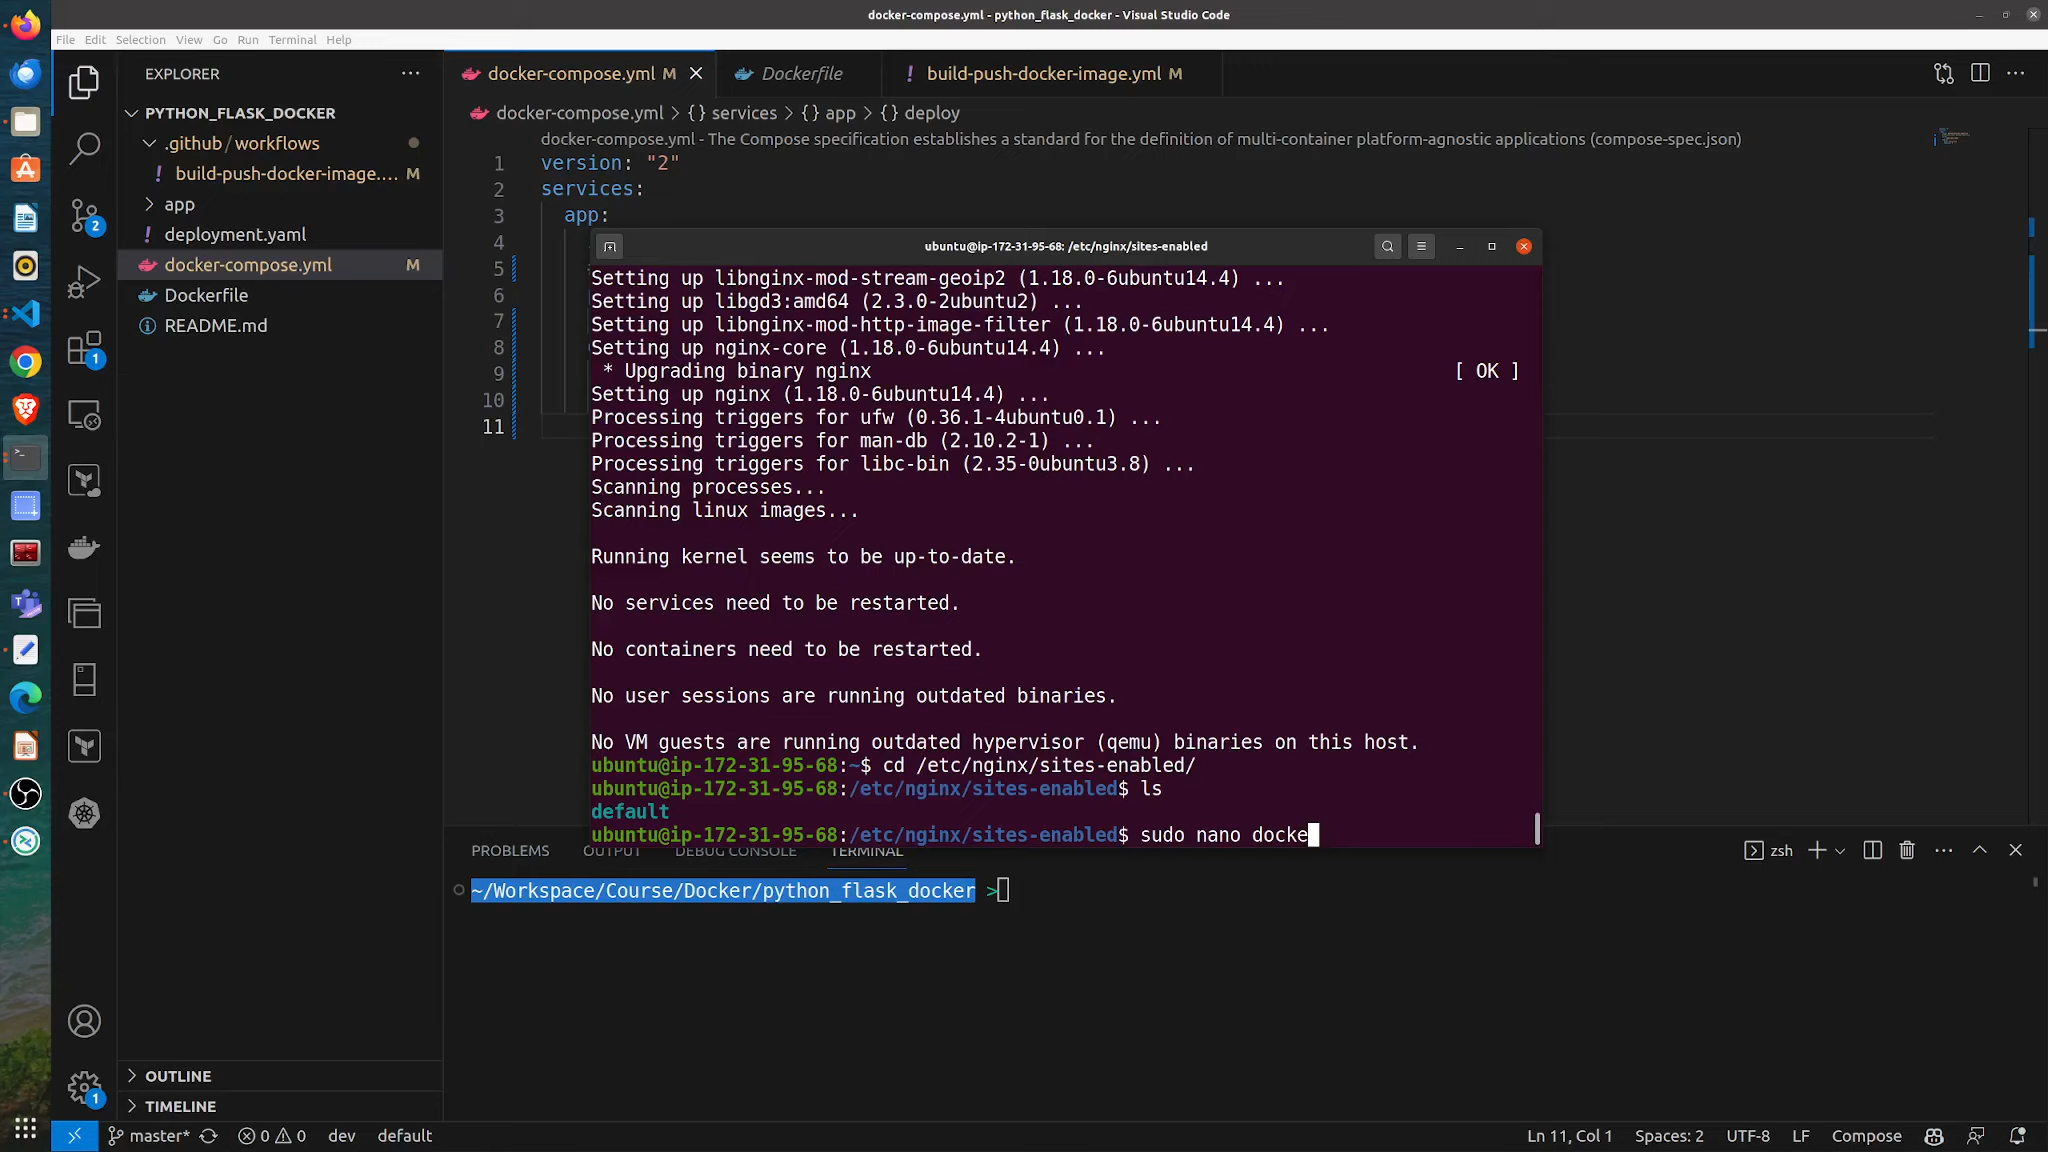 docker-compose.yml - python_flask_docker - Visual Studio Code
File Edit Selection View Go Run Terminal Help
EXPLORER
PYTHON_FLASK_DOCKER
.github / workflows
build-push-docker-image.... M
app
deployment.yaml
docker-compose.yml M
Dockerfile
README.md
OUTLINE
TIMELINE
docker-compose.yml M
Dockerfile
build-push-docker-image.yml M
docker-compose.yml > {} services > {} app > {} deploy
docker-compose.yml - The Compose specification establishes a standard for the definition of multi-container platform-agnostic applications (compose-spec.json)
1 version: "2"
2 services:
3 app:
4
5
6
7
8
9
10
11
ubuntu@ip-172-31-95-68: /etc/nginx/sites-enabled
Setting up libnginx-mod-stream-geoip2 (1.18.0-6ubuntu14.4) ...
Setting up libgd3:amd64 (2.3.0-2ubuntu2) ...
Setting up libnginx-mod-http-image-filter (1.18.0-6ubuntu14.4) ...
Setting up nginx-core (1.18.0-6ubuntu14.4) ...
* Upgrading binary nginx [ OK ]
Setting up nginx (1.18.0-6ubuntu14.4) ...
Processing triggers for ufw (0.36.1-4ubuntu0.1) ...
Processing triggers for man-db (2.10.2-1) ...
Processing triggers for libc-bin (2.35-0ubuntu3.8) ...
Scanning processes...
Scanning linux images...
Running kernel seems to be up-to-date.
No services need to be restarted.
No containers need to be restarted.
No user sessions are running outdated binaries.
No VM guests are running outdated hypervisor (qemu) binaries on this host.
ubuntu@ip-172-31-95-68:~$ cd /etc/nginx/sites-enabled/
ubuntu@ip-172-31-95-68:/etc/nginx/sites-enabled$ ls
default
ubuntu@ip-172-31-95-68:/etc/nginx/sites-enabled$ sudo nano docke
PROBLEMS OUTPUT DEBUG CONSOLE TERMINAL
zsh
~/Workspace/Course/Docker/python_flask_docker >
2
1
1
master* 0 0 dev default
Ln 11, Col 1 Spaces: 2 UTF-8 LF Compose